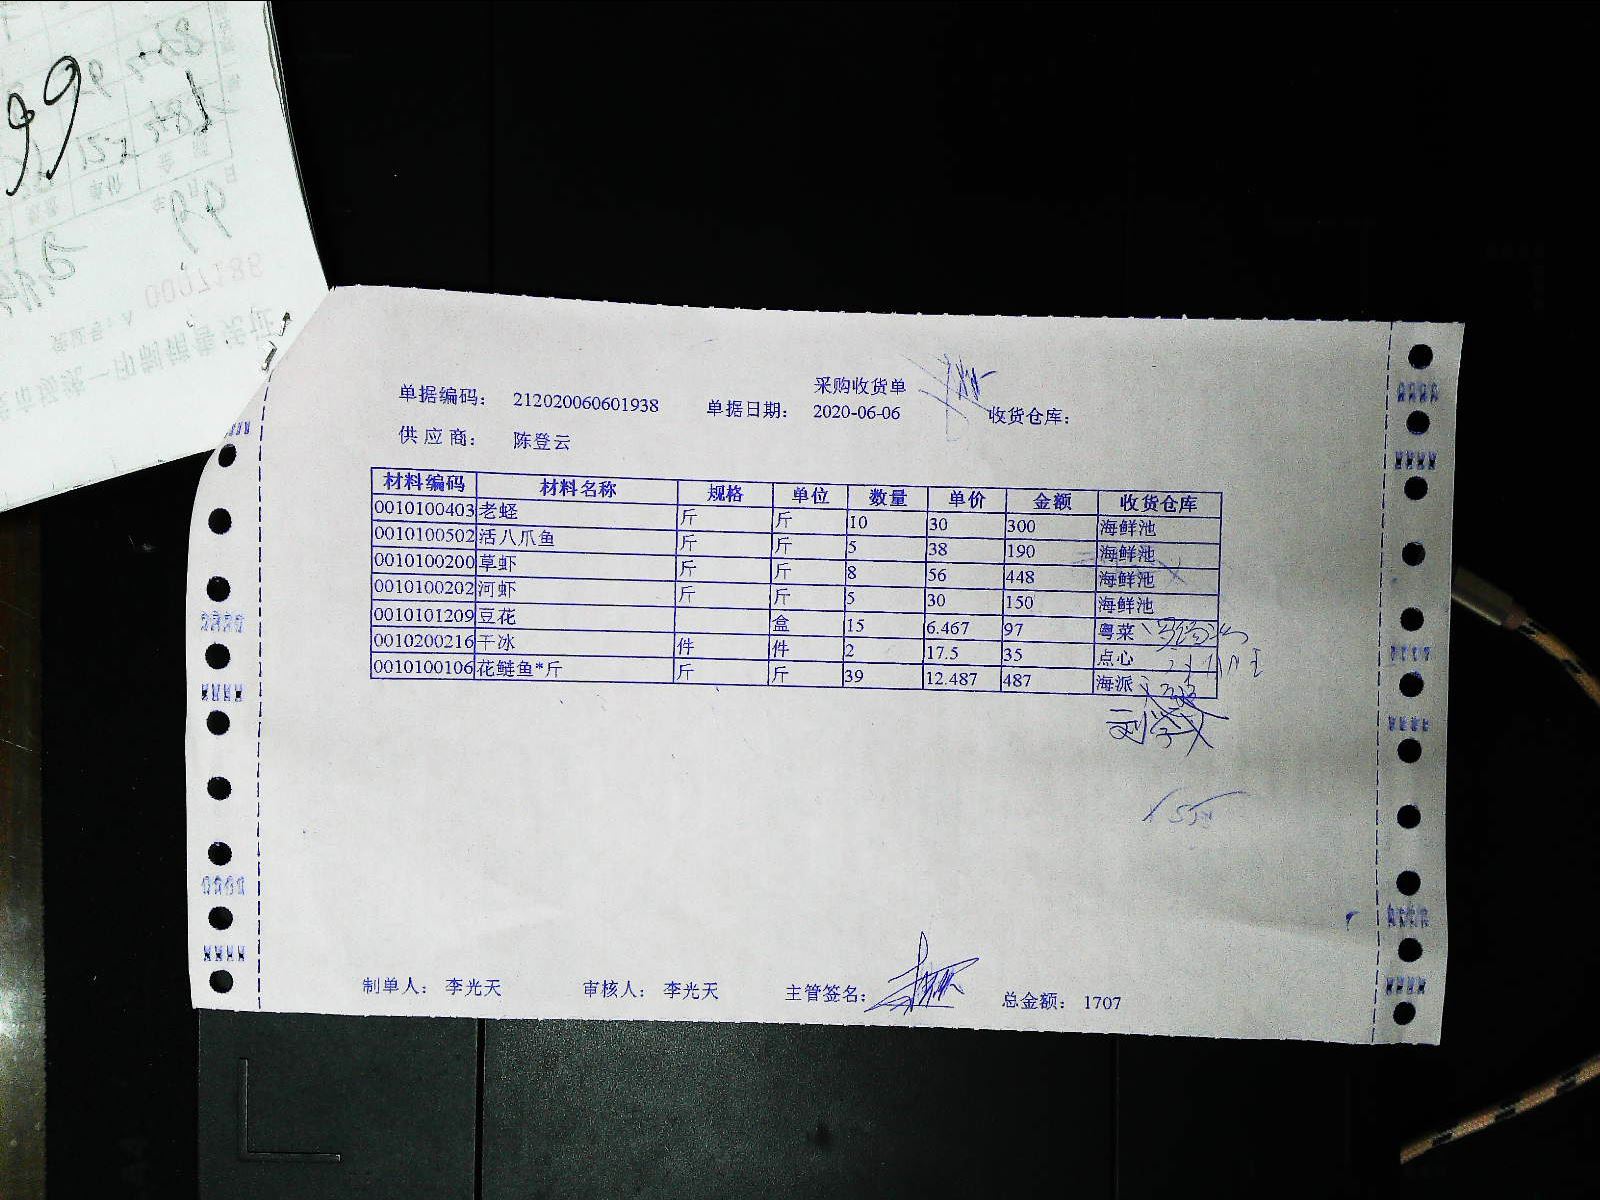 99
采购收货单
单据编码： 212020060601938 单据日期： 2020-06-06 收货仓库：
供应商： 陈登云
材料编码 材料名称 规格 单位 数量 单价 金额 收货仓库
0010100403 老蛏 斤 斤 10 30 300 海鲜池
0010100502 活八爪鱼 斤 斤 5 38 190 海鲜池
0010100200 草虾 斤 斤 8 56 448 海鲜池
0010100202 河虾 斤 斤 5 30 150 海鲜池
0010101209 豆花 盒 15 6.467 97 粤菜
0010200216 干冰 件 件 2 17.5 35 点心
0010100106 花鲢鱼*斤 斤 斤 39 12.487 487 海派
制单人： 李光天 审核人： 李光天 主管签名： 总金额： 1707